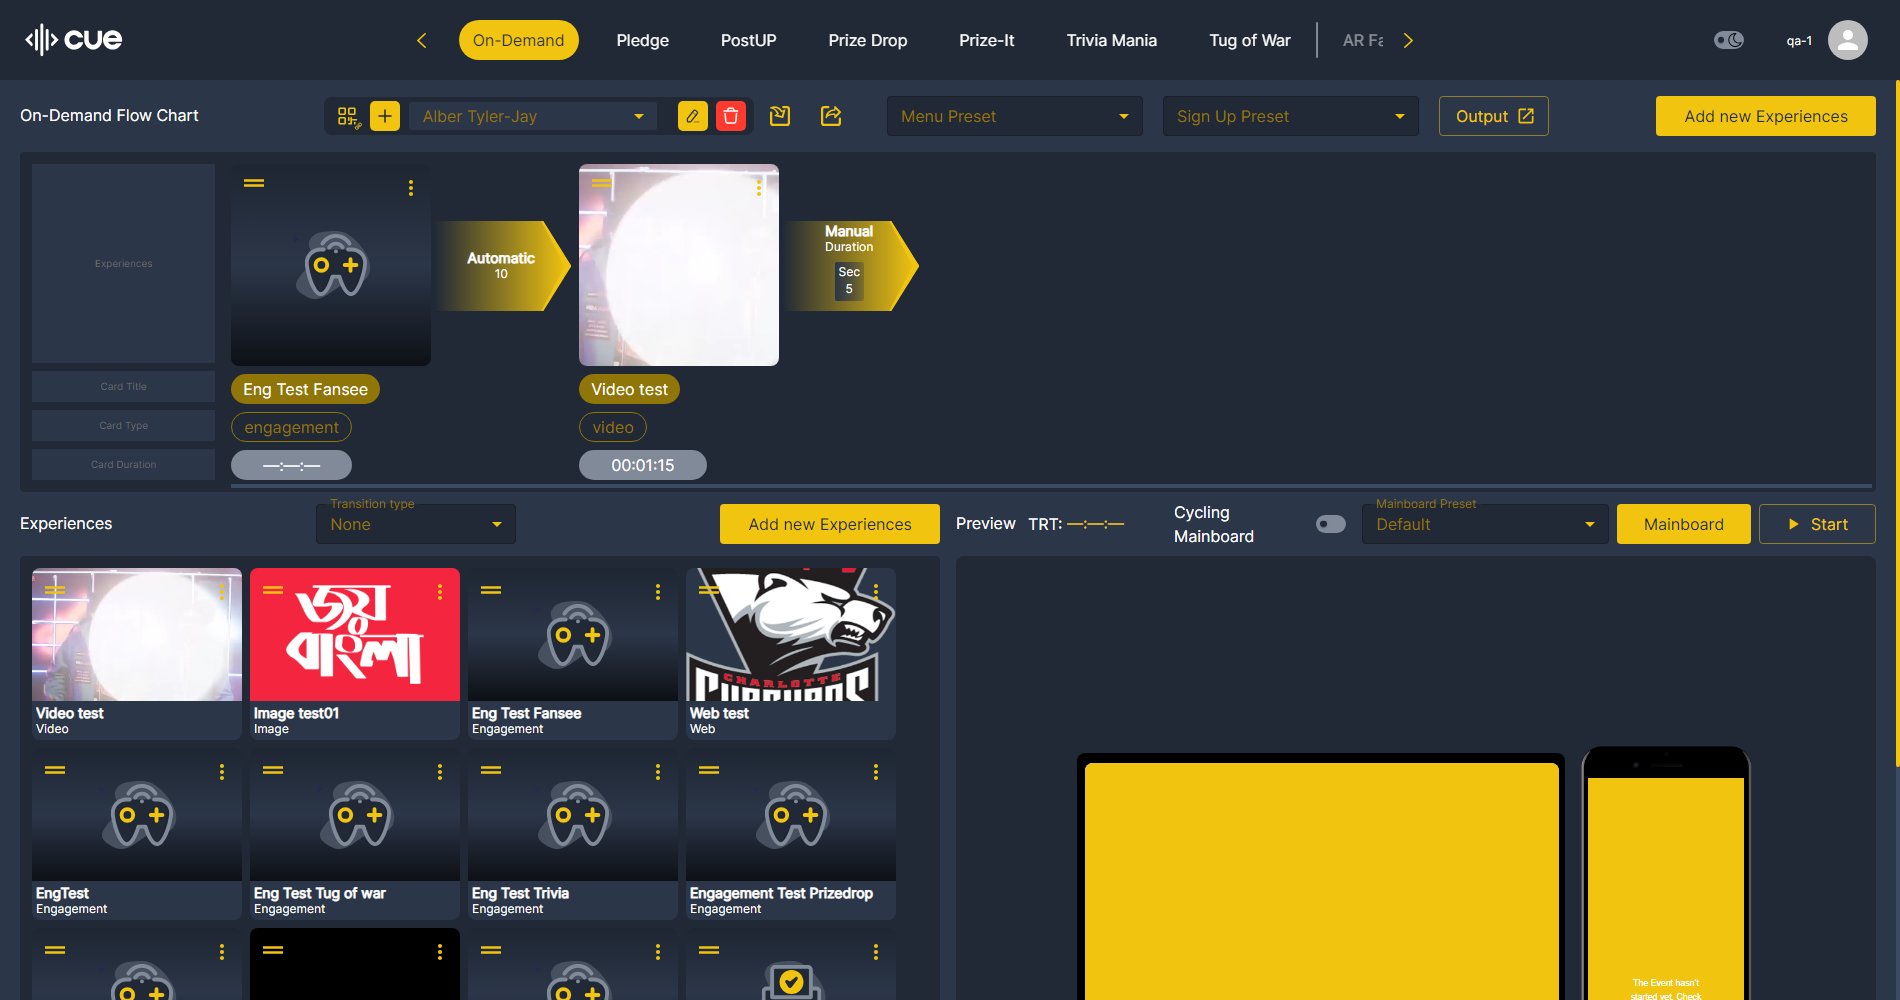 cue
On-Demand
Pledge
PostUP
Prize Drop
Prize-It
Trivia Mania
Tug of War
AR Fa
qa-1
On-Demand Flow Chart
Alber Tyler-Jay
Menu Preset
Sign Up Preset
Output
Add new Experiences
Experiences
Automatic
10
Manual
Duration
Sec
5
Card Title
Eng Test Fansee
Video test
Card Type
engagement
video
Card Duration
—:—:—
00:01:15
Experiences
Transition type
None
Add new Experiences
Preview
TRT: —:—:—
Cycling
Mainboard
Mainboard Preset
Default
Mainboard
Start
জয়
বাংলা
CHARLOTTE
Video test
Video
Image test01
Image
Eng Test Fansee
Engagement
Web test
Web
EngTest
Engagement
Eng Test Tug of war
Engagement
Eng Test Trivia
Engagement
Engagement Test Prizedrop
Engagement
The Event hasn't
started yet. Check